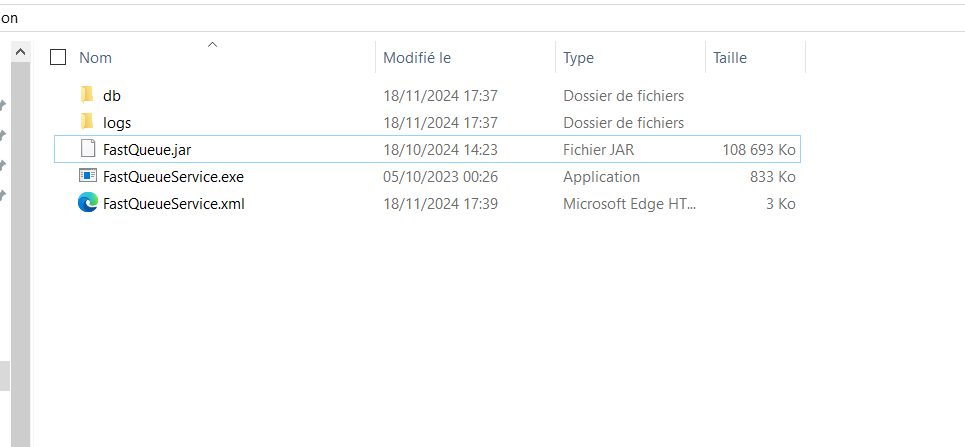 on
Nom Modifié le Type Taille
db 18/11/2024 17:37 Dossier de fichiers
logs 18/11/2024 17:37 Dossier de fichiers
FastQueue.jar 18/10/2024 14:23 Fichier JAR 108 693 Ko
FastQueueService.exe 05/10/2023 00:26 Application 833 Ko
FastQueueService.xml 18/11/2024 17:39 Microsoft Edge HT... 3 Ko